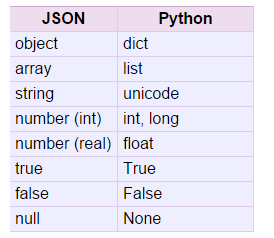 JSON Python
object dict
array list
string unicode
number (int) int, long
number (real) float
true True
false False
null None